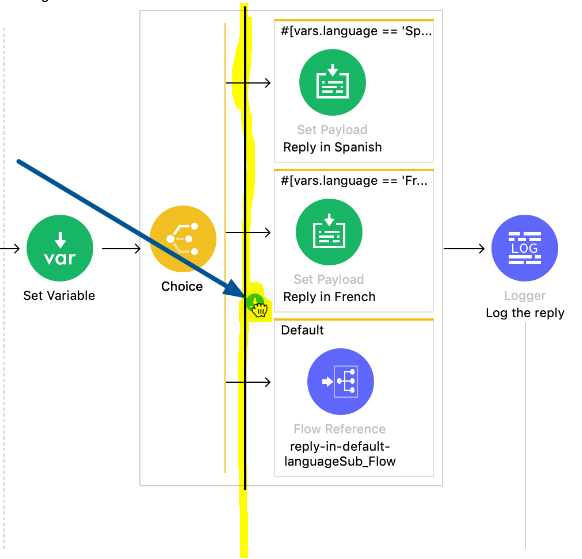 #[vars.language == 'Sp...
Set Payload
Reply in Spanish
#[vars.language == 'Fr...
var
LOG
Set Variable
Choice
Set Payload
Reply in French
Logger
Log the reply
Default
Flow Reference
reply-in-default-
languageSub_Flow